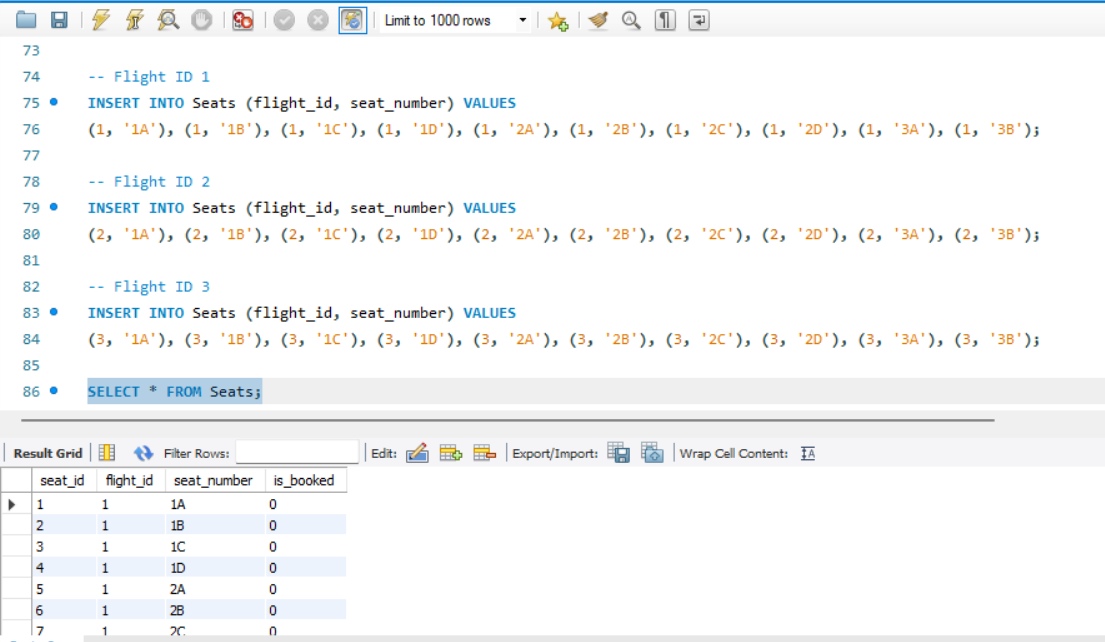 Limit to 1000 rows
73
74 -- Flight ID 1
75 INSERT INTO Seats (flight_id, seat_number) VALUES
76 (1, '1A'), (1, '1B'), (1, '1C'), (1, '1D'), (1, '2A'), (1, '2B'), (1, '2C'), (1, '2D'), (1, '3A'), (1, '3B');
77
78 -- Flight ID 2
79 INSERT INTO Seats (flight_id, seat_number) VALUES
80 (2, '1A'), (2, '1B'), (2, '1C'), (2, '1D'), (2, '2A'), (2, '2B'), (2, '2C'), (2, '2D'), (2, '3A'), (2, '3B');
81
82 -- Flight ID 3
83 INSERT INTO Seats (flight_id, seat_number) VALUES
84 (3, '1A'), (3, '1B'), (3, '1C'), (3, '1D'), (3, '2A'), (3, '2B'), (3, '2C'), (3, '2D'), (3, '3A'), (3, '3B');
85
86 SELECT * FROM Seats;
Result Grid Filter Rows: Edit: Export/Import: Wrap Cell Content: IA
seat_id flight_id seat_number is_booked
1 1 1A 0
2 1 1B 0
3 1 1C 0
4 1 1D 0
5 1 2A 0
6 1 2B 0
7 1 2C 0